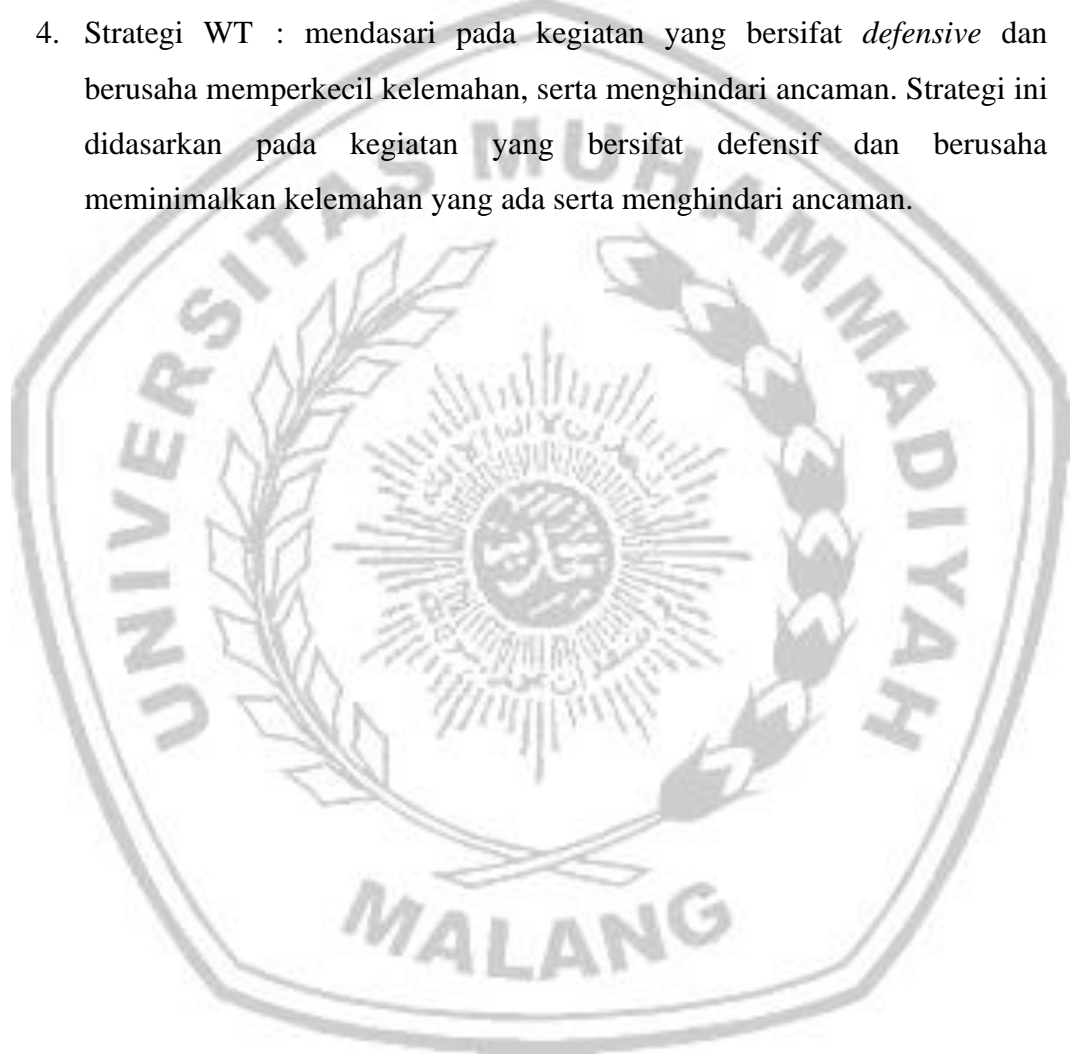 4. Strategi WT : mendasari pada kegiatan yang bersifat defensive dan
berusaha memperkecil kelemahan, serta menghindari ancaman. Strategi ini
didasarkan pada kegiatan yang bersifat defensif dan berusaha
meminimalkan kelemahan yang ada serta menghindari ancaman.
UNIVERSITAS MUHAMMADIYAH
MALANG